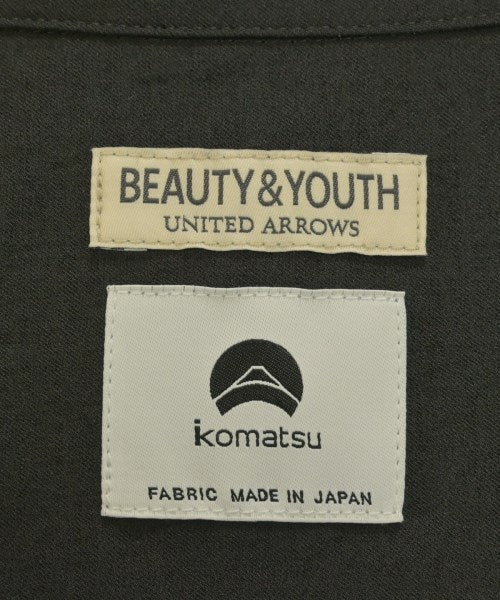 BEAUTY&YOUTH
UNITED ARROWS
komatsu
FABRIC MADE IN JAPAN